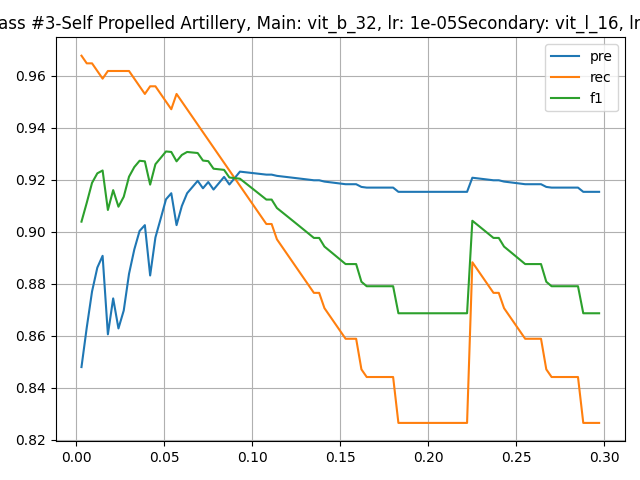 ass #3-Self Propelled Artillery, Main: vit_b_32, lr: 1e-05Secondary: vit_l_16, lr
pre
rec
f1
0.96
0.94
0.92
0.90
0.88
0.86
0.84
0.82
0.00 0.05 0.10 0.15 0.20 0.25 0.30